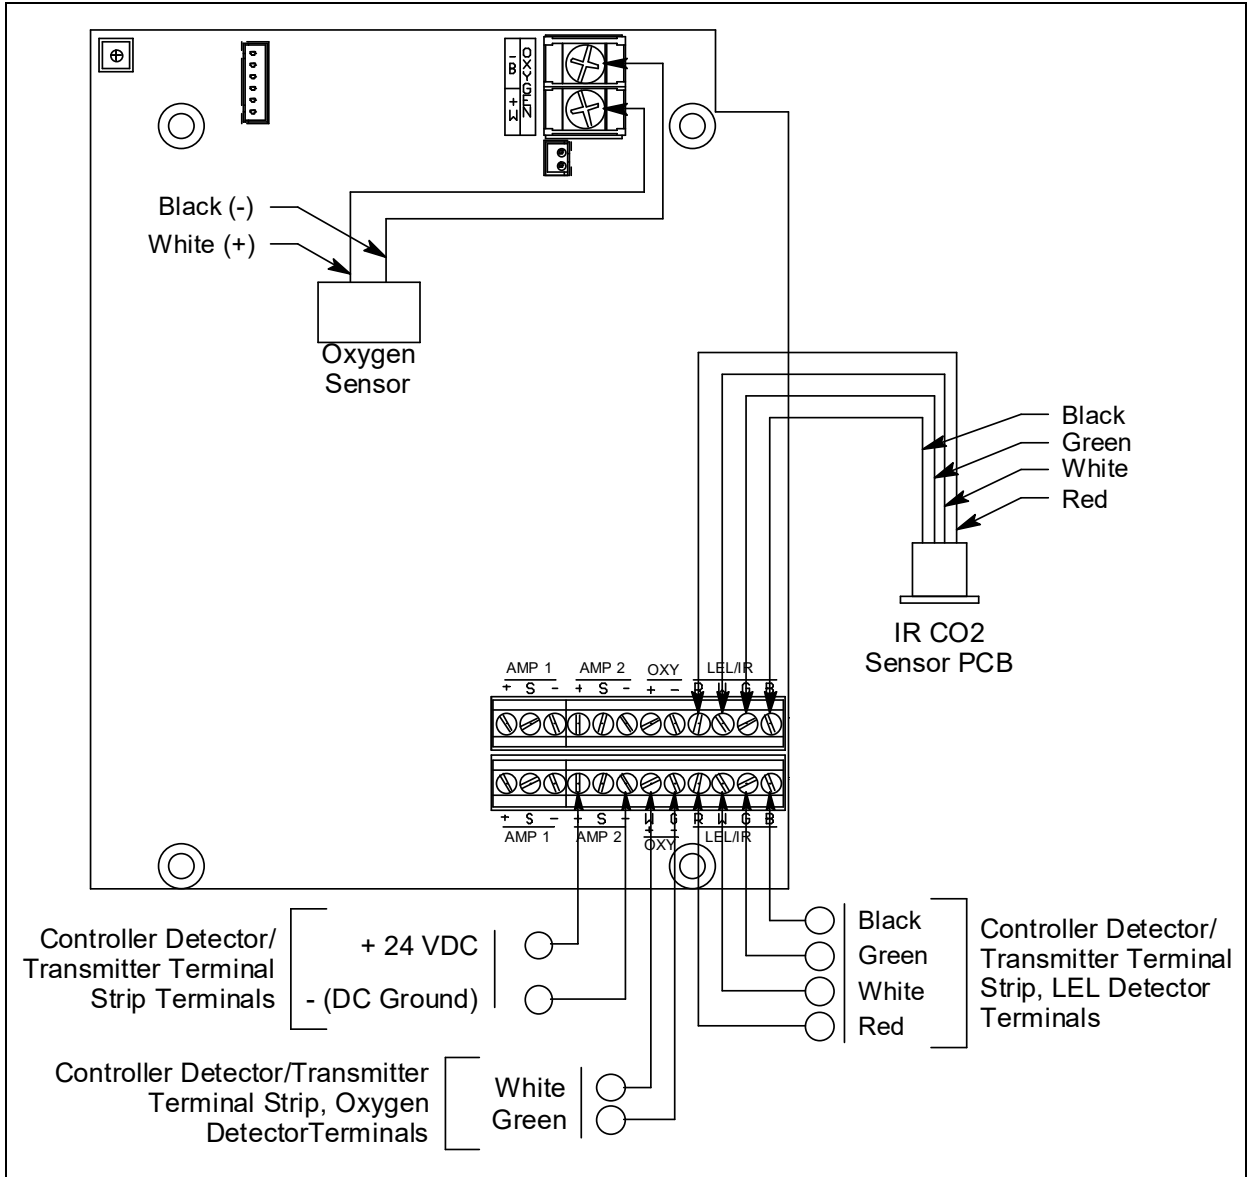 OXYGEN
- B
+ W
Black (-)
White (+)
Oxygen
Sensor
Black
Green
White
Red
IR CO2
Sensor PCB
AMP 1 AMP 2 OXY LEL/IR
+ S - + S - + - R W G B
+ S - + S - W G R W G B
+ -
AMP 1 AMP 2 OXY LEL/IR
Controller Detector/
Transmitter Terminal
Strip Terminals
+ 24 VDC
- (DC Ground)
Black
Green
White
Red
Controller Detector/
Transmitter Terminal
Strip, LEL Detector
Terminals
Controller Detector/Transmitter
Terminal Strip, Oxygen
DetectorTerminals
White
Green